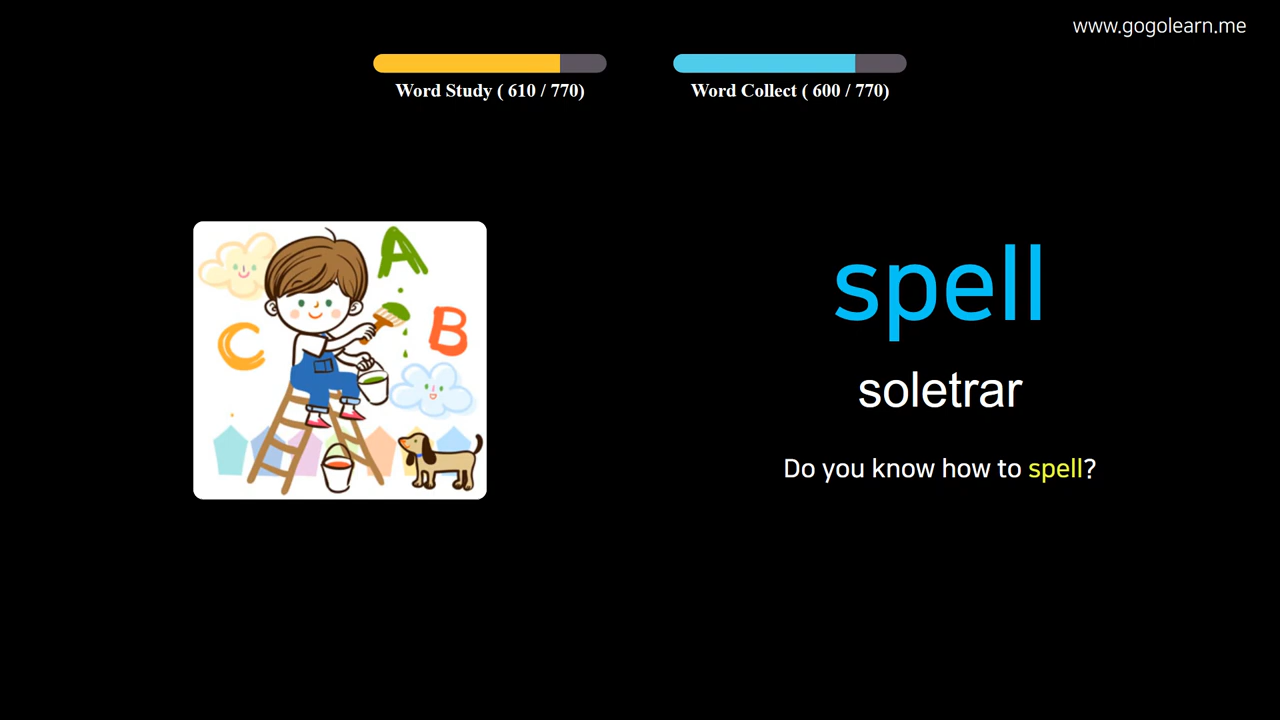 www.gogolearn.me
Word Study ( 610 / 770)
Word Collect ( 600 / 770)
A
B
C
spell
soletrar
Do you know how to spell?